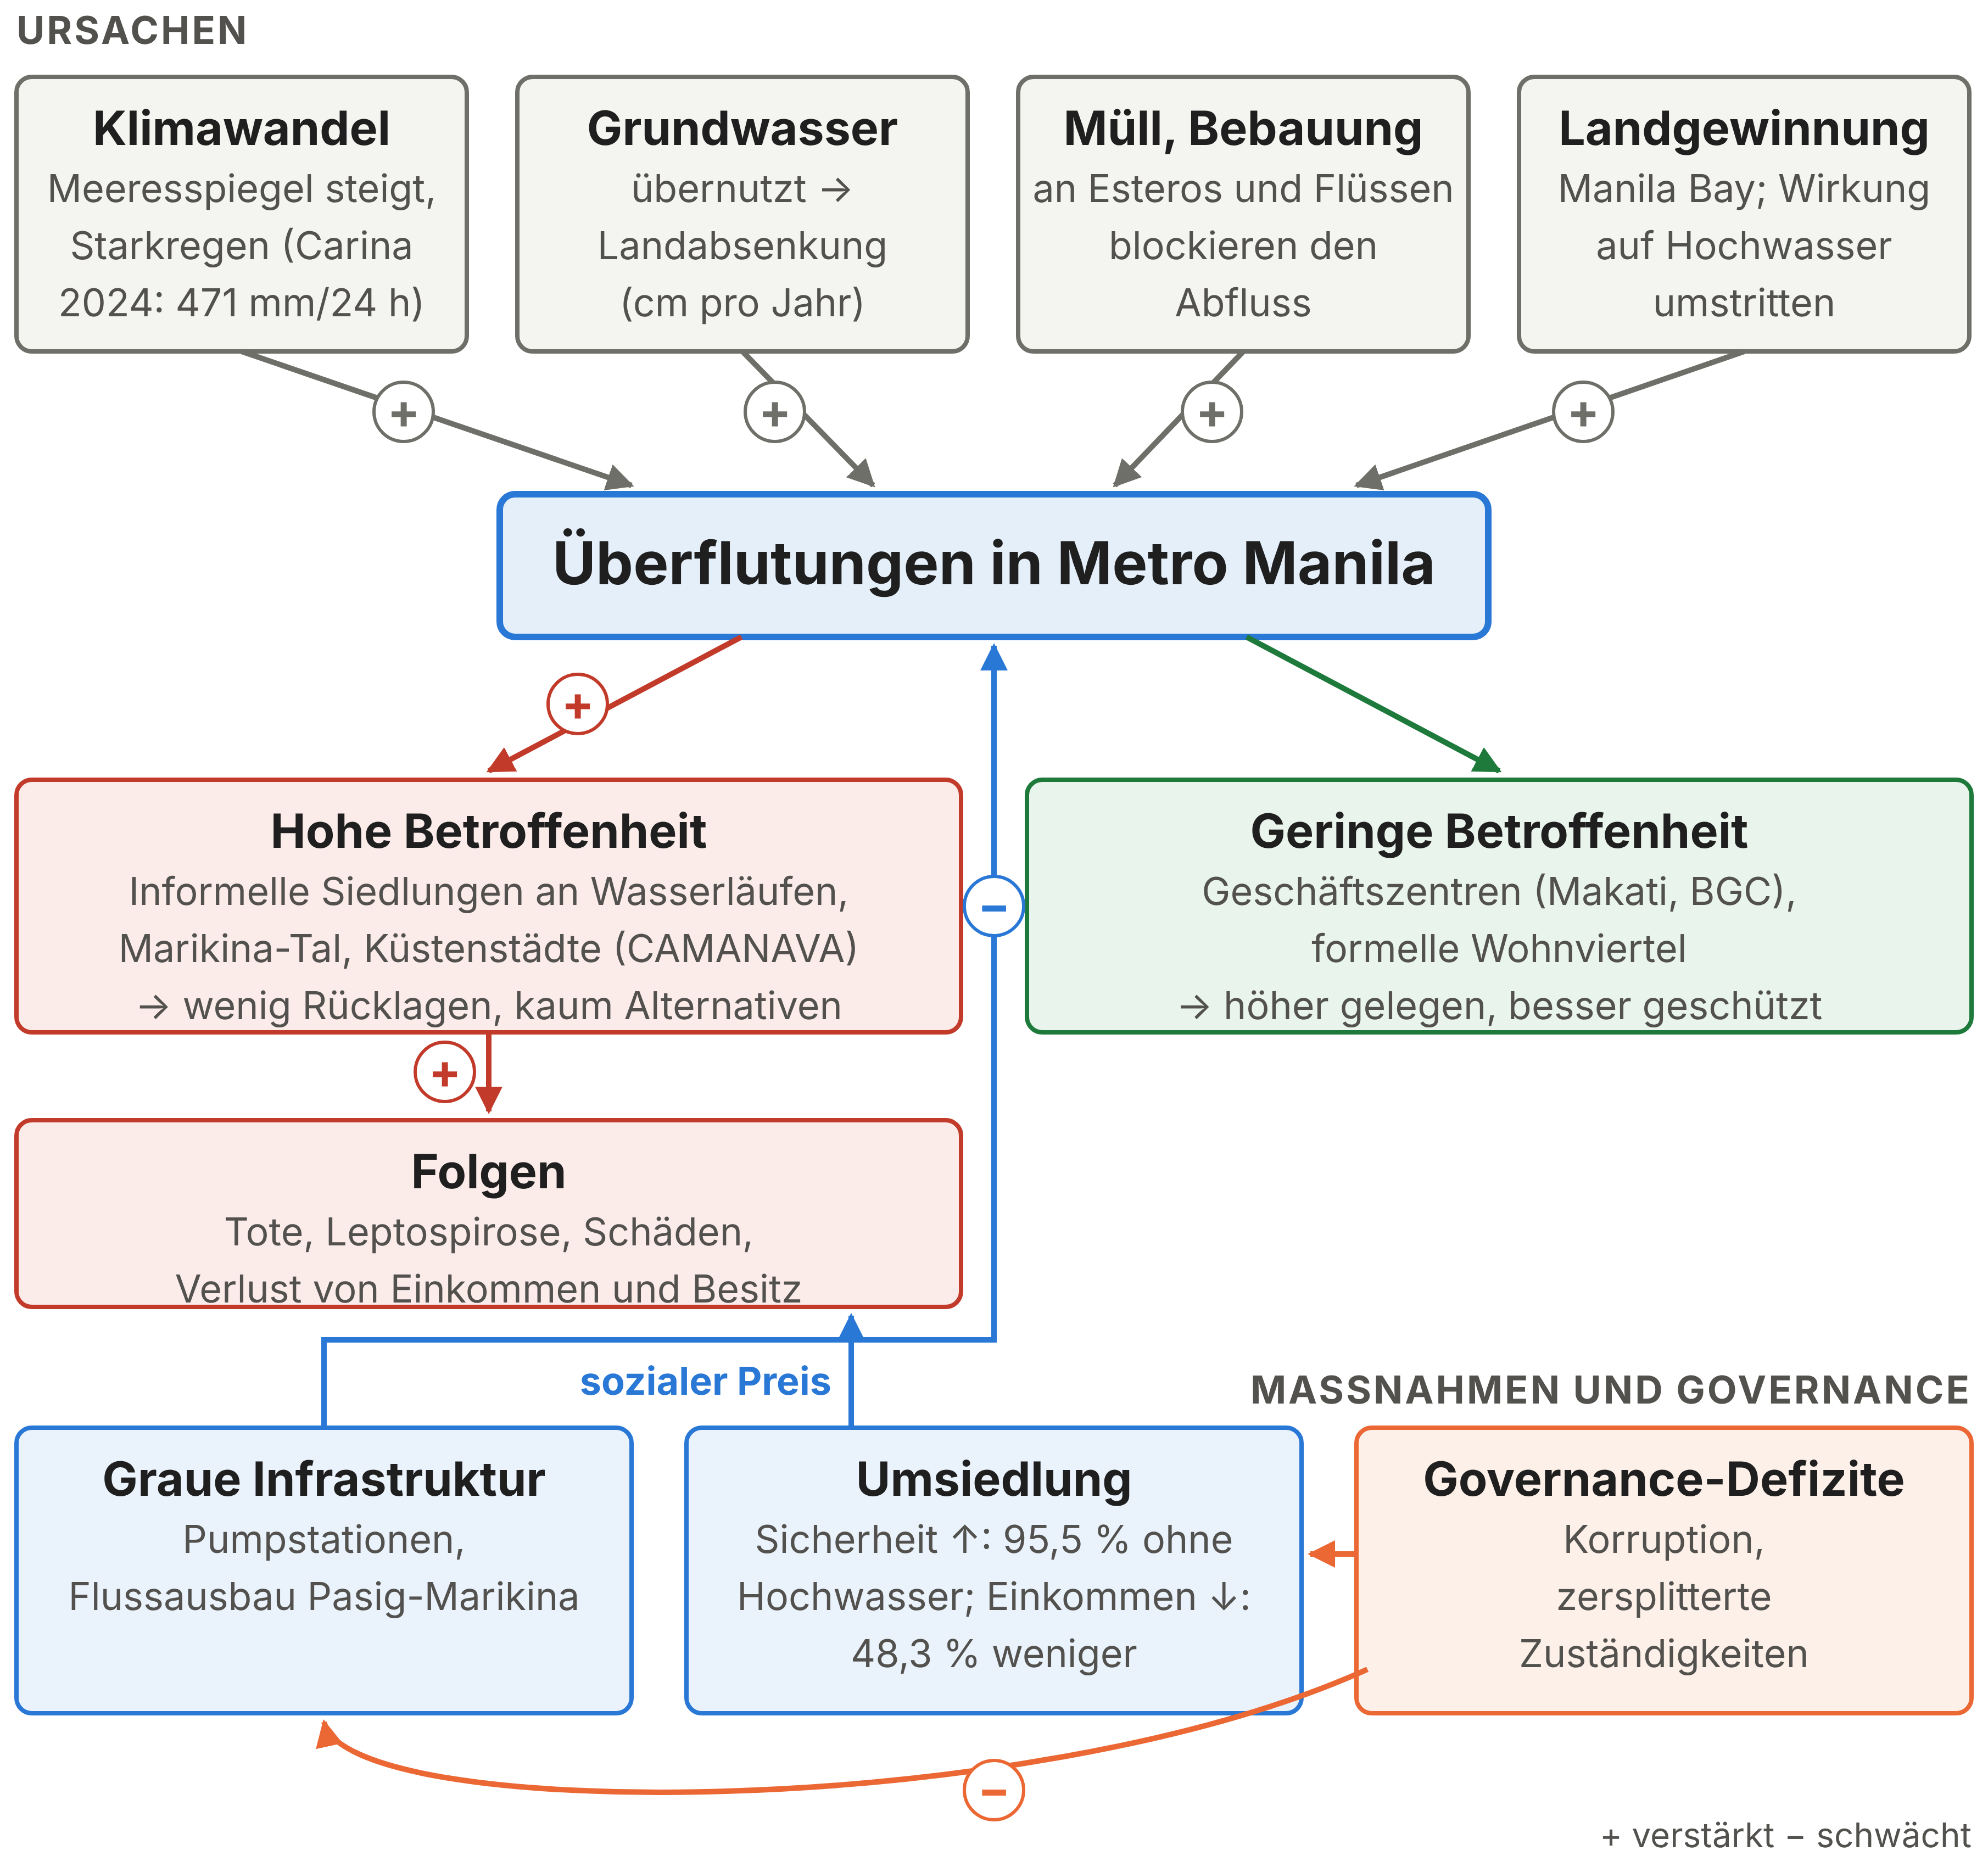 URSACHEN
Klimawandel
Meeresspiegel steigt,
Starkregen (Carina
2024: 471 mm/24 h)
Grundwasser
übernutzt →
Landabsenkung
(cm pro Jahr)
Müll, Bebauung
an Esteros und Flüssen
blockieren den
Abfluss
Landgewinnung
Manila Bay; Wirkung
auf Hochwasser
umstritten
+
+
+
+
Überflutungen in Metro Manila
+
Hohe Betroffenheit
Informelle Siedlungen an Wasserläufen,
Marikina-Tal, Küstenstädte (CAMANAVA)
→ wenig Rücklagen, kaum Alternativen
–
Geringe Betroffenheit
Geschäftszentren (Makati, BGC),
formelle Wohnviertel
→ höher gelegen, besser geschützt
+
Folgen
Tote, Leptospirose, Schäden,
Verlust von Einkommen und Besitz
sozialer Preis
MASSNAHMEN UND GOVERNANCE
Graue Infrastruktur
Pumpstationen,
Flussausbau Pasig-Marikina
Umsiedlung
Sicherheit ↑: 95,5 % ohne
Hochwasser; Einkommen ↓:
48,3 % weniger
Governance-Defizite
Korruption,
zersplitterte
Zuständigkeiten
–
+ verstärkt – schwächt